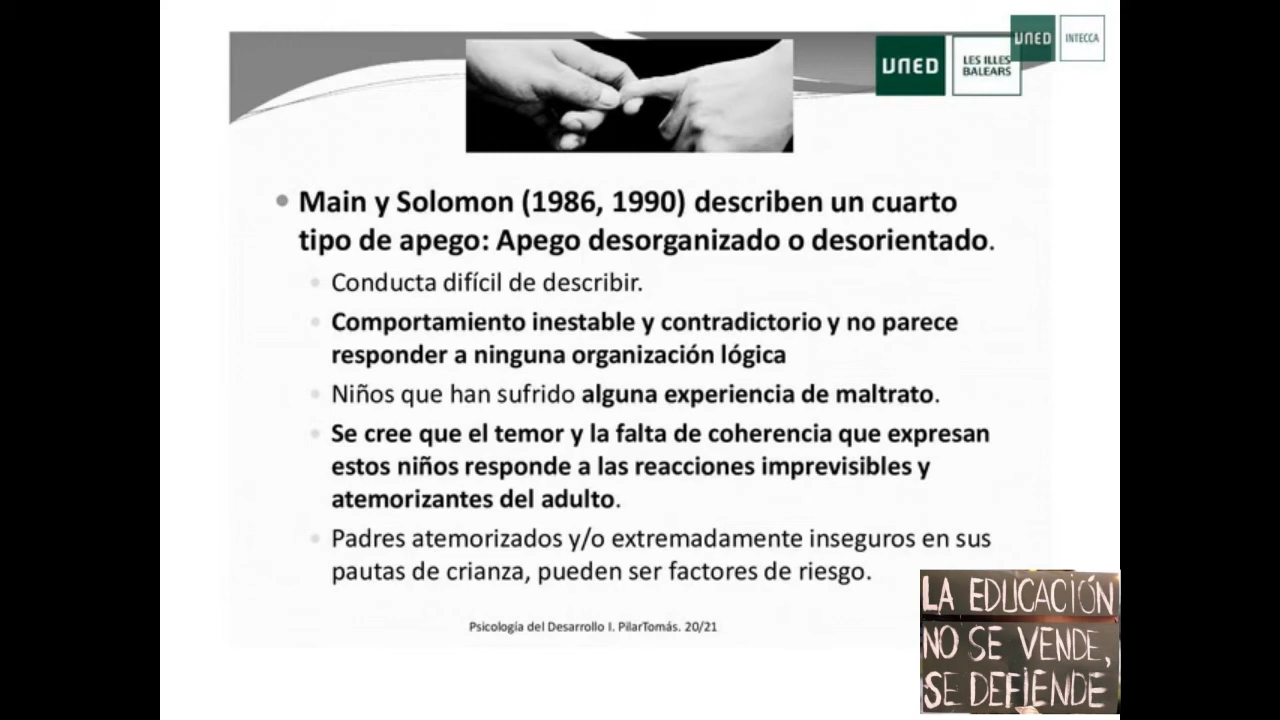 UNED
INTECCA
UNED
LES ILLES
BALEARS
Main y Solomon (1986, 1990) describen un cuarto
tipo de apego: Apego desorganizado o desorientado.
Conducta difícil de describir.
Comportamiento inestable y contradictorio y no parece
responder a ninguna organización lógica
Niños que han sufrido alguna experiencia de maltrato.
Se cree que el temor y la falta de coherencia que expresan
estos niños responde a las reacciones imprevisibles y
atemorizantes del adulto.
Padres atemorizados y/o extremadamente inseguros en sus
pautas de crianza, pueden ser factores de riesgo.
Psicología del Desarrollo I. PilarTomás. 20/21
LA EDUCACIÓN
NO SE VENDE,
SE DEFIENDE